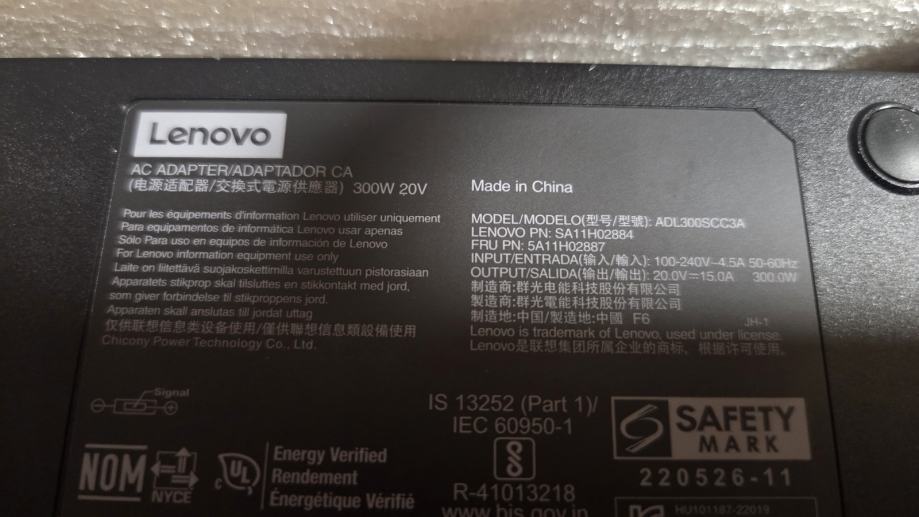 Lenovo
AC ADAPTER/ADAPTADOR CA
(电源适配器/交換式電源供應器) 300W 20V
Pour les équipements d'information Lenovo utiliser uniquement
Para equipamentos de informática Lenovo usar apenas
Sólo Para uso en equipos de información de Lenovo
For Lenovo information equipment use only
Laite on liitettävä suojakoskettimilla varustettuun pistorasiaan
Apparatets stikprop skal tilsluttes en stikkontakt med jord,
som giver forbindelse til stikproppens jord.
Apparaten skall anslutas till jordat uttag
仅供联想信息类设备使用/僅供聯想信息類設備使用
Chicony Power Technology Co., Ltd.
Made in China
MODEL/MODELO(型号/型號): ADL300SCC3A
LENOVO PN: SA11H02884
FRU PN: 5A11H02887
INPUT/ENTRADA(输入/輸入): 100-240V~4.5A 50-60Hz
OUTPUT/SALIDA(输出/輸出): 20.0V⎓15.0A 300.0W
制造商:群光电能科技股份有限公司
製造商:群光電能科技股份有限公司
制造地:中国/製造地:中國 F6
JH-1
Lenovo is trademark of Lenovo, used under license.
Lenovo是联想集团所属企业的商标，根据许可使用。
Signal
NOM
NYCE
UL
Energy Verified
Rendement
Énergétique Vérifié
IS 13252 (Part 1)/
IEC 60950-1
R-41013218
www.bis.gov.in
SAFETY
MARK
220526-11
HU101187-22019